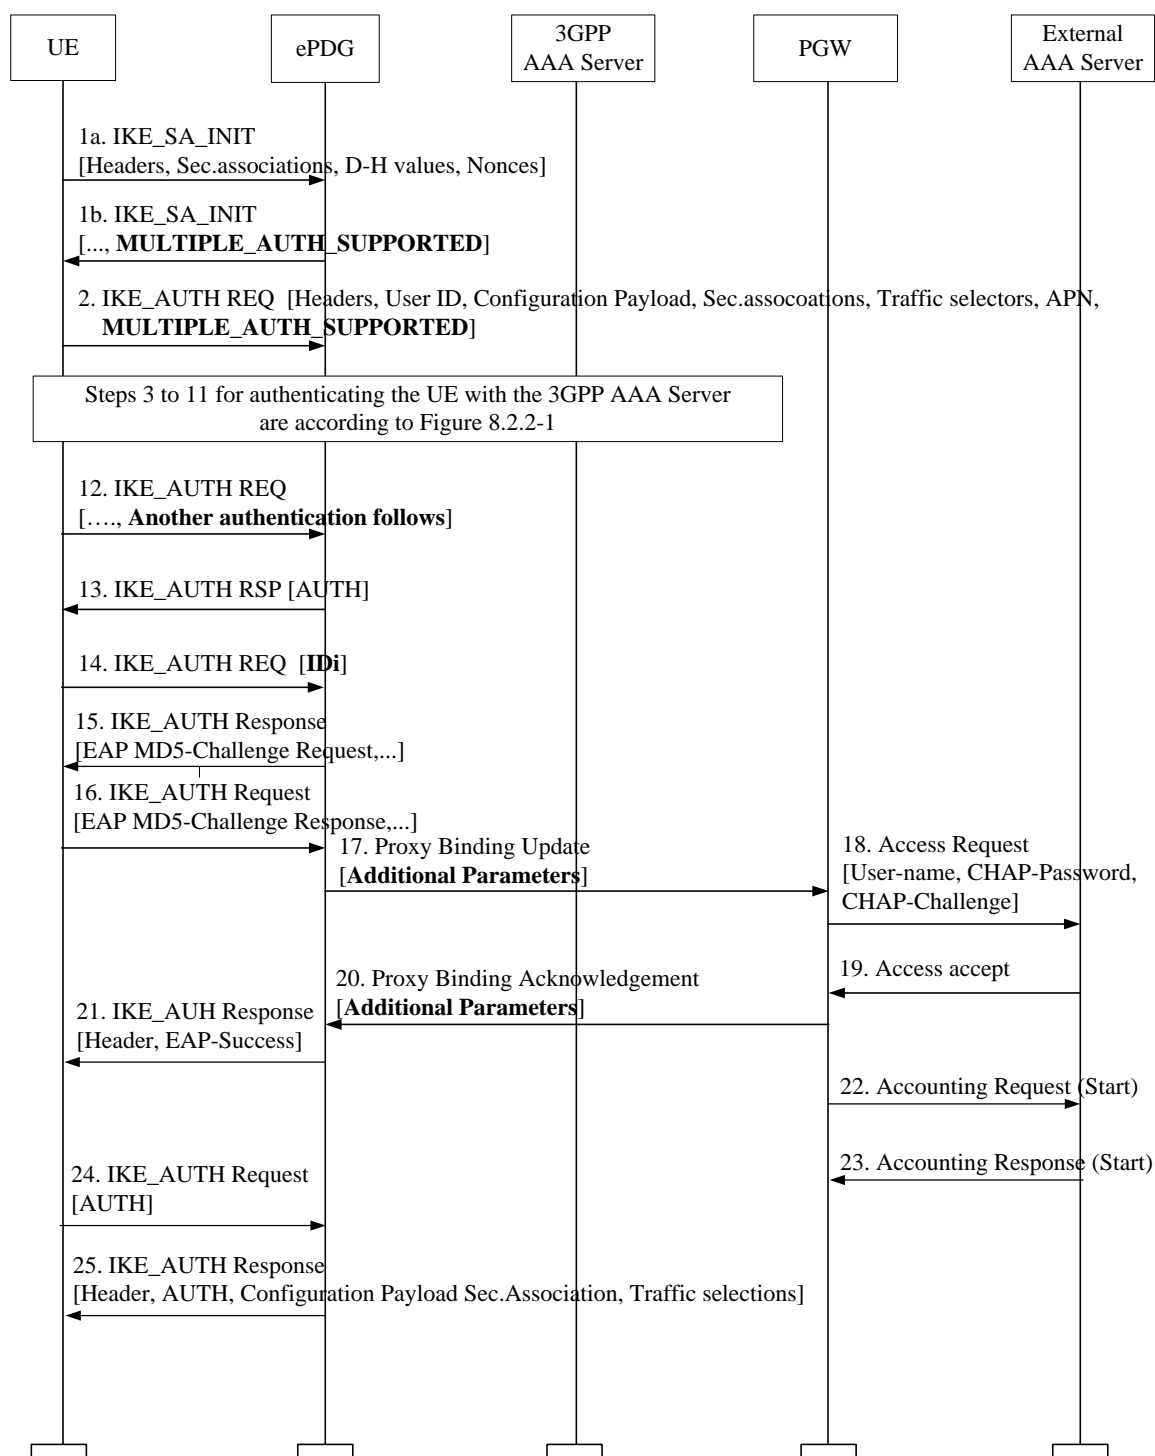 UE
ePDG
3GPP
AAA Server
PGW
External
AAA Server
1a. IKE_SA_INIT
[Headers, Sec.associations, D-H values, Nonces]
1b. IKE_SA_INIT
[..., MULTIPLE_AUTH_SUPPORTED]
2. IKE_AUTH REQ [Headers, User ID, Configuration Payload, Sec.assocoations, Traffic selectors, APN,
MULTIPLE_AUTH_SUPPORTED]
Steps 3 to 11 for authenticating the UE with the 3GPP AAA Server
are according to Figure 8.2.2-1
12. IKE_AUTH REQ
[…., Another authentication follows]
13. IKE_AUTH RSP [AUTH]
14. IKE_AUTH REQ [IDi]
15. IKE_AUTH Response
[EAP MD5-Challenge Request,...]
16. IKE_AUTH Request
[EAP MD5-Challenge Response,...]
17. Proxy Binding Update
[Additional Parameters]
18. Access Request
[User-name, CHAP-Password,
CHAP-Challenge]
19. Access accept
20. Proxy Binding Acknowledgement
[Additional Parameters]
21. IKE_AUH Response
[Header, EAP-Success]
22. Accounting Request (Start)
23. Accounting Response (Start)
24. IKE_AUTH Request
[AUTH]
25. IKE_AUTH Response
[Header, AUTH, Configuration Payload Sec.Association, Traffic selections]